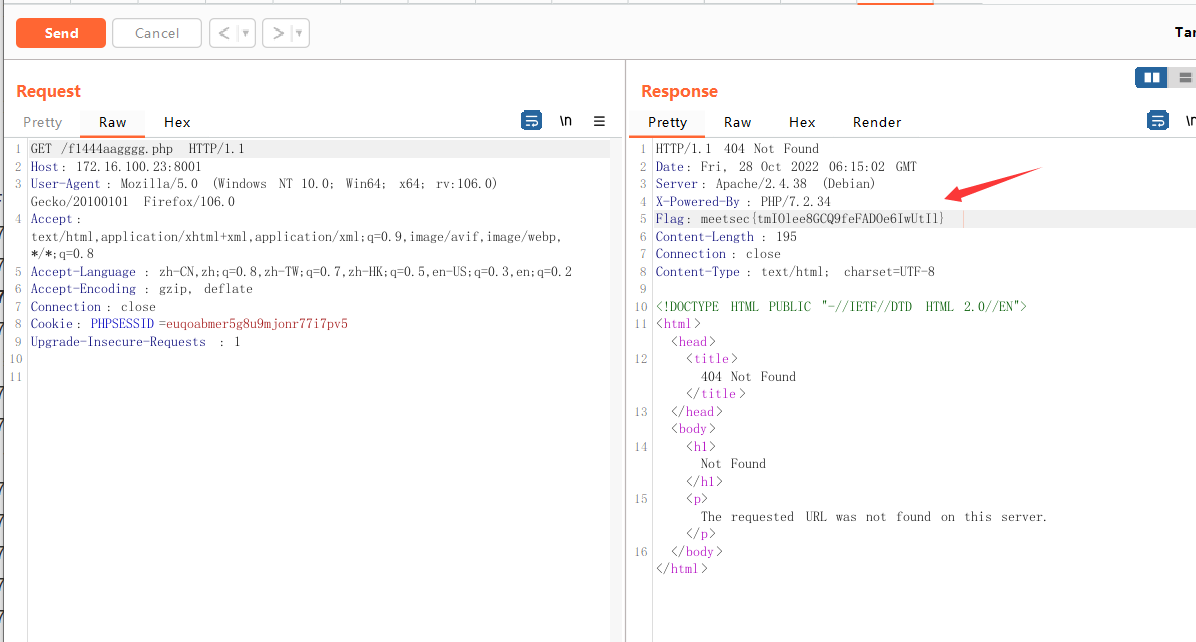 Send
Cancel
Request
Response
Pretty
Raw
Hex
\n
Pretty
Raw
Hex
Render
1 GET /f1444aagggg.php HTTP/1.1
2 Host: 172.16.100.23:8001
3 User-Agent: Mozilla/5.0 (Windows NT 10.0; Win64; x64; rv:106.0)
Gecko/20100101 Firefox/106.0
4 Accept:
text/html,application/xhtml+xml,application/xml;q=0.9,image/avif,image/webp,
*/*;q=0.8
5 Accept-Language: zh-CN,zh;q=0.8,zh-TW;q=0.7,zh-HK;q=0.5,en-US;q=0.3,en;q=0.2
6 Accept-Encoding: gzip, deflate
7 Connection: close
8 Cookie: PHPSESSID=euqoabmer5g8u9mjonr77i7pv5
9 Upgrade-Insecure-Requests: 1
10
11
1 HTTP/1.1 404 Not Found
2 Date: Fri, 28 Oct 2022 06:15:02 GMT
3 Server: Apache/2.4.38 (Debian)
4 X-Powered-By: PHP/7.2.34
5 Flag: meetsec{tmIOlee8GCQ9feFADOe6IwUtIl}
6 Content-Length: 195
7 Connection: close
8 Content-Type: text/html; charset=UTF-8
9
10 <!DOCTYPE HTML PUBLIC "-//IETF//DTD HTML 2.0//EN">
11 <html>
<head>
12 <title>
404 Not Found
</title>
13 </head>
<body>
14 <h1>
Not Found
</h1>
15 <p>
The requested URL was not found on this server.
</p>
16 </body>
</html>